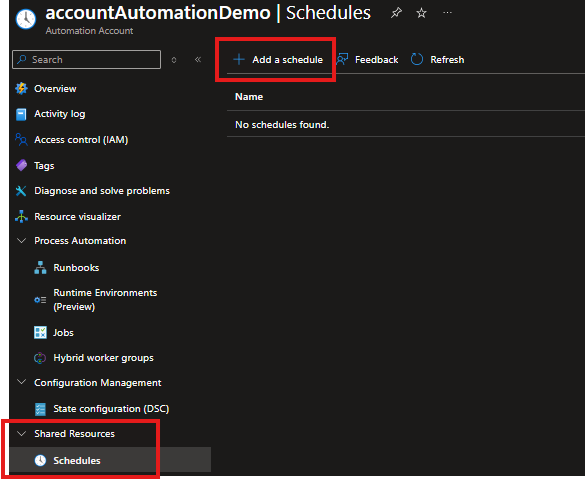 accountAutomationDemo | Schedules
Automation Account
Search
Add a schedule
Feedback
Refresh
Overview
Activity log
Access control (IAM)
Tags
Diagnose and solve problems
Resource visualizer
Process Automation
Runbooks
Runtime Environments
(Preview)
Jobs
Hybrid worker groups
Configuration Management
State configuration (DSC)
Shared Resources
Schedules
Name
No schedules found.